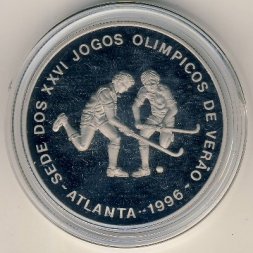 SEDE DOS XXVI JOGOS OLIMPICOS DE VERÃO
-ATLANTA-1996-